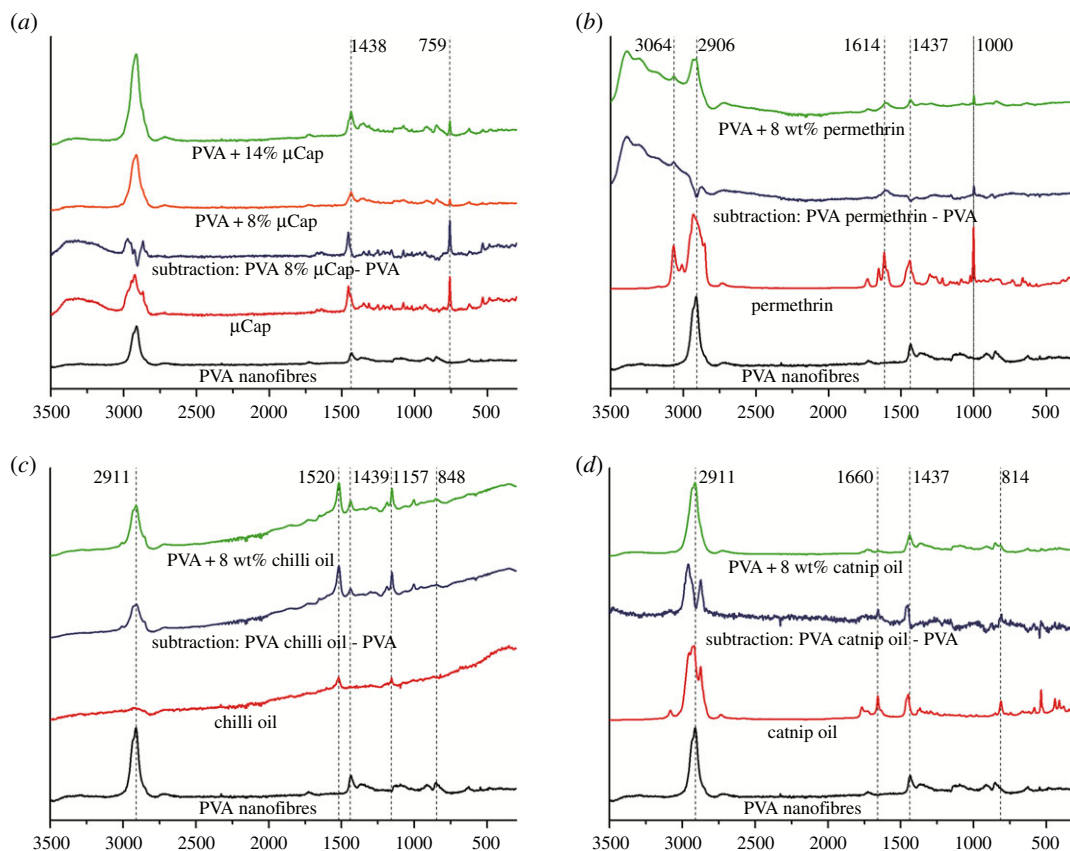 (a)
1438
759
PVA + 14% μCap
PVA + 8% μCap
subtraction: PVA 8% μCap- PVA
μCap
PVA nanofibres
3500 3000 2500 2000 1500 1000 500
(b)
3064
2906
1614
1437
1000
PVA + 8 wt% permethrin
subtraction: PVA permethrin - PVA
permethrin
PVA nanofibres
3500 3000 2500 2000 1500 1000 500
(c)
2911
1520
1439
1157
848
PVA + 8 wt% chilli oil
subtraction: PVA chilli oil - PVA
chilli oil
PVA nanofibres
3500 3000 2500 2000 1500 1000 500
(d)
2911
1660
1437
814
PVA + 8 wt% catnip oil
subtraction: PVA catnip oil - PVA
catnip oil
PVA nanofibres
3500 3000 2500 2000 1500 1000 500